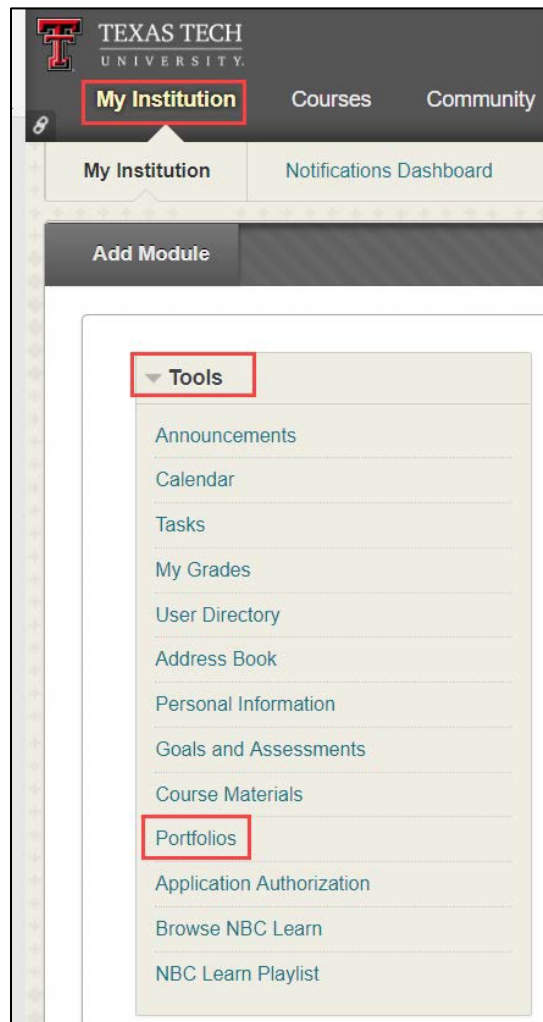 TEXAS TECH
UNIVERSITY.
My Institution Courses Community
My Institution Notifications Dashboard
Add Module
Tools
Announcements
Calendar
Tasks
My Grades
User Directory
Address Book
Personal Information
Goals and Assessments
Course Materials
Portfolios
Application Authorization
Browse NBC Learn
NBC Learn Playlist